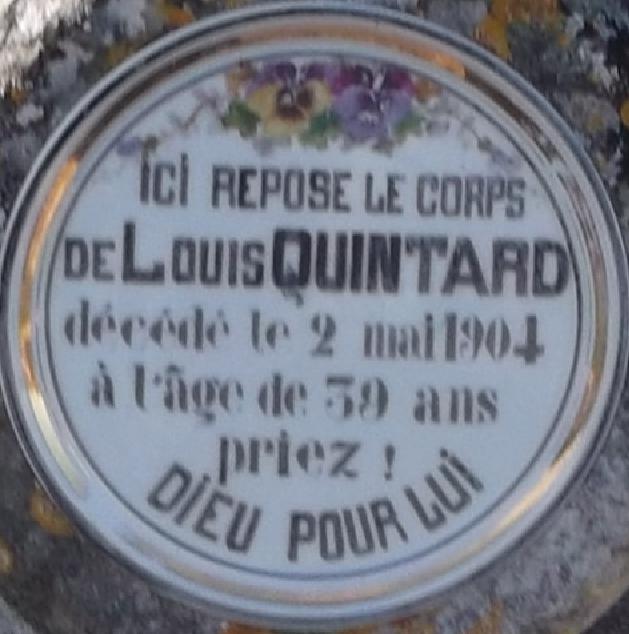 ICI REPOSE LE CORPS
DE LOUIS QUINTARD
décédé le 2 mai 1904
à l'âge de 39 ans
priez !
DIEU POUR LUI